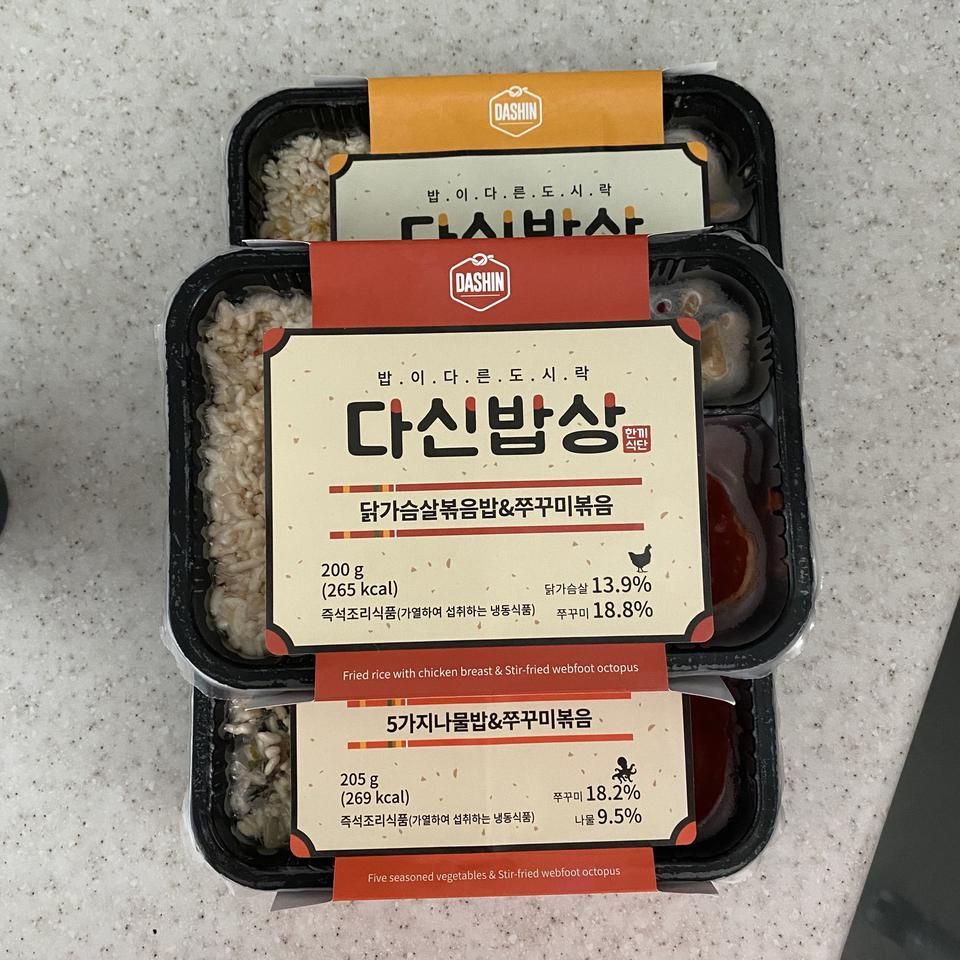 DASHIN
밥.이.다.른.도.시.락
다신밥상
DASHIN
밥.이.다.른.도.시.락
다신밥상 한끼식단
닭가슴살볶음밥&쭈꾸미볶음
200 g
(265 kcal)
닭가슴살 13.9%
즉석조리식품(가열하여 섭취하는 냉동식품)
쭈꾸미 18.8%
Fried rice with chicken breast & Stir-fried webfoot octopus
5가지나물밥&쭈꾸미볶음
205 g
(269 kcal)
쭈꾸미 18.2%
즉석조리식품(가열하여 섭취하는 냉동식품)
나물 9.5%
Five seasoned vegetables & Stir-fried webfoot octopus